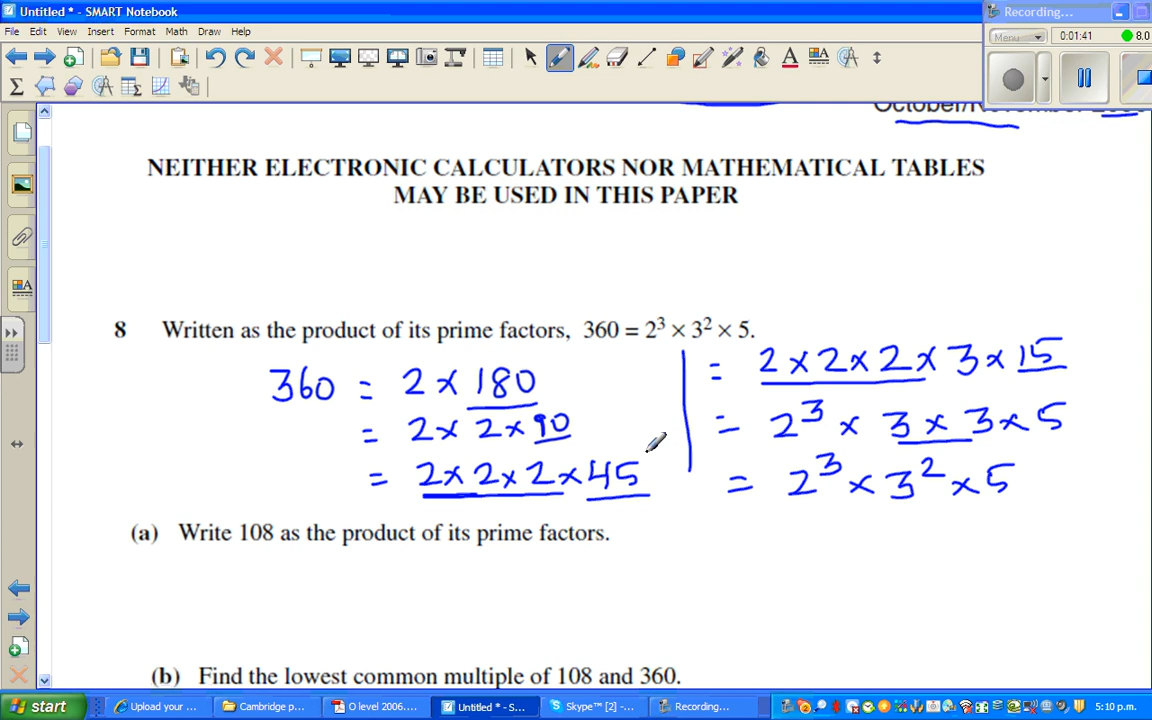 Untitled * - SMART Notebook
Recording...
File Edit View Insert Format Math Draw Help
Menu 0:01:41 8.0
NEITHER ELECTRONIC CALCULATORS NOR MATHEMATICAL TABLES
MAY BE USED IN THIS PAPER
8 Written as the product of its prime factors, 360 = 2³ × 3² × 5.
360 = 2 × 180
= 2 × 2 × 90
= 2 × 2 × 2 × 45
= 2 × 2 × 2 × 3 × 15
= 2³ × 3 × 3 × 5
= 2³ × 3² × 5
(a) Write 108 as the product of its prime factors.
(b) Find the lowest common multiple of 108 and 360.
start Upload your ... Cambridge p... O level 2006.... Untitled * - S... Skype™ [2] -... Recording... 5:10 p.m.